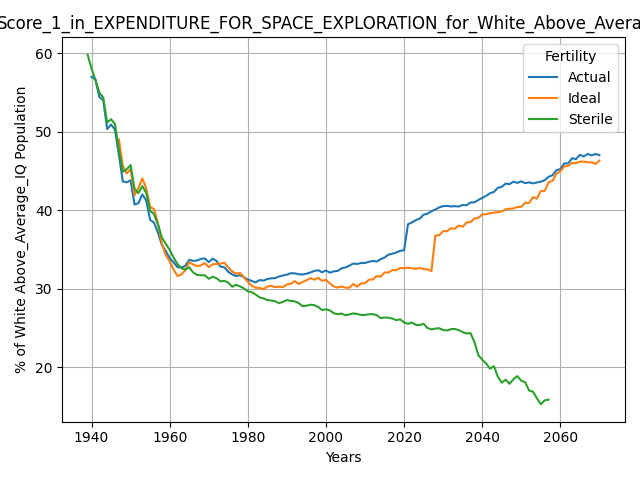 Score_1_in_EXPENDITURE_FOR_SPACE_EXPLORATION_for_White_Above_Avera
Fertility
Actual
Ideal
Sterile
% of White Above_Average_IQ Population
60
50
40
30
20
1940 1960 1980 2000 2020 2040 2060
Years